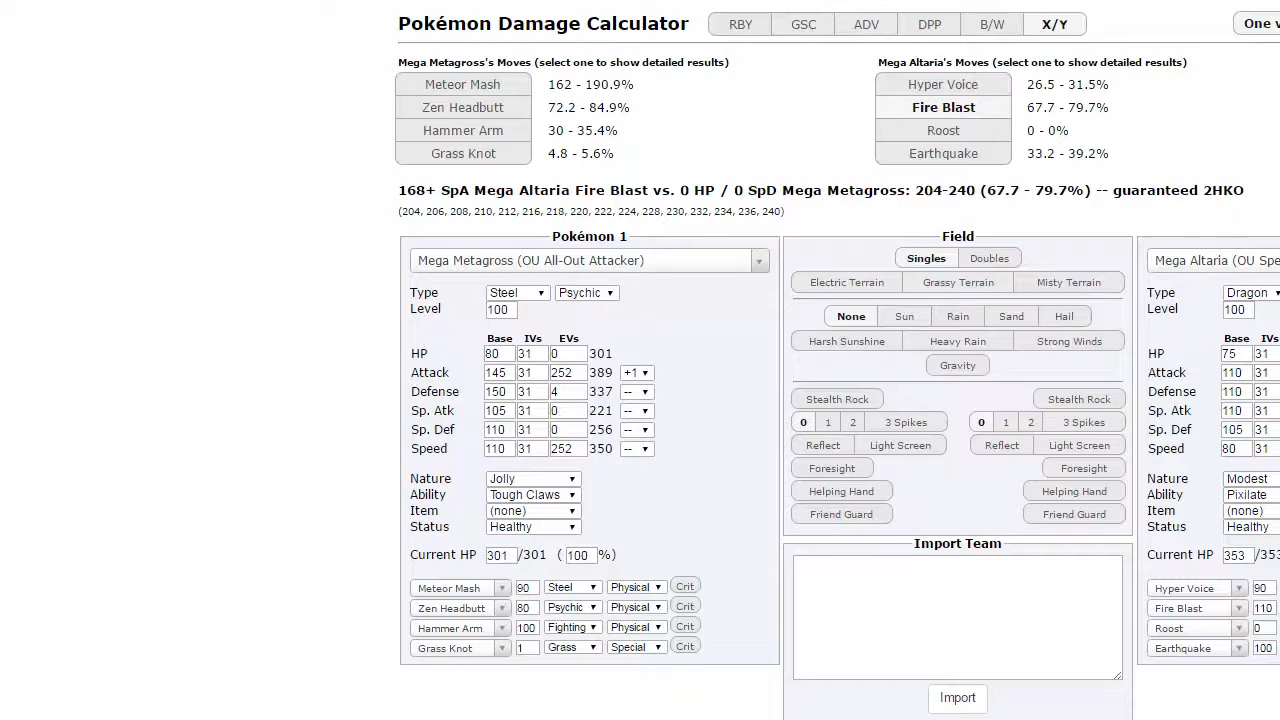 Pokémon Damage Calculator RBY GSC ADV DPP B/W X/Y One v
Mega Metagross's Moves (select one to show detailed results) Mega Altaria's Moves (select one to show detailed results)
Meteor Mash 162 - 190.9% Hyper Voice 26.5 - 31.5%
Zen Headbutt 72.2 - 84.9% Fire Blast 67.7 - 79.7%
Hammer Arm 30 - 35.4% Roost 0 - 0%
Grass Knot 4.8 - 5.6% Earthquake 33.2 - 39.2%
168+ SpA Mega Altaria Fire Blast vs. 0 HP / 0 SpD Mega Metagross: 204-240 (67.7 - 79.7%) -- guaranteed 2HKO
(204, 206, 208, 210, 212, 216, 218, 220, 222, 224, 228, 230, 232, 234, 236, 240)
Pokémon 1
Mega Metagross (OU All-Out Attacker)
Type Steel Psychic
Level 100
Base IVs EVs
HP 80 31 0 301
Attack 145 31 252 389 +1
Defense 150 31 4 337 --
Sp. Atk 105 31 0 221 --
Sp. Def 110 31 0 256 --
Speed 110 31 252 350 --
Nature Jolly
Ability Tough Claws
Item (none)
Status Healthy
Current HP 301 /301 ( 100 %)
Meteor Mash 90 Steel Physical Crit
Zen Headbutt 80 Psychic Physical Crit
Hammer Arm 100 Fighting Physical Crit
Grass Knot 1 Grass Special Crit
Field
Singles Doubles
Electric Terrain Grassy Terrain Misty Terrain
None Sun Rain Sand Hail
Harsh Sunshine Heavy Rain Strong Winds
Gravity
Stealth Rock Stealth Rock
0 1 2 3 Spikes 0 1 2 3 Spikes
Reflect Light Screen Reflect Light Screen
Foresight Foresight
Helping Hand Helping Hand
Friend Guard Friend Guard
Import Team
Import
Mega Altaria (OU Spe
Type Dragon
Level 100
Base IVs
HP 75 31
Attack 110 31
Defense 110 31
Sp. Atk 110 31
Sp. Def 105 31
Speed 80 31
Nature Modest
Ability Pixilate
Item (none)
Status Healthy
Current HP 353 /353
Hyper Voice 90
Fire Blast 110
Roost 0
Earthquake 100